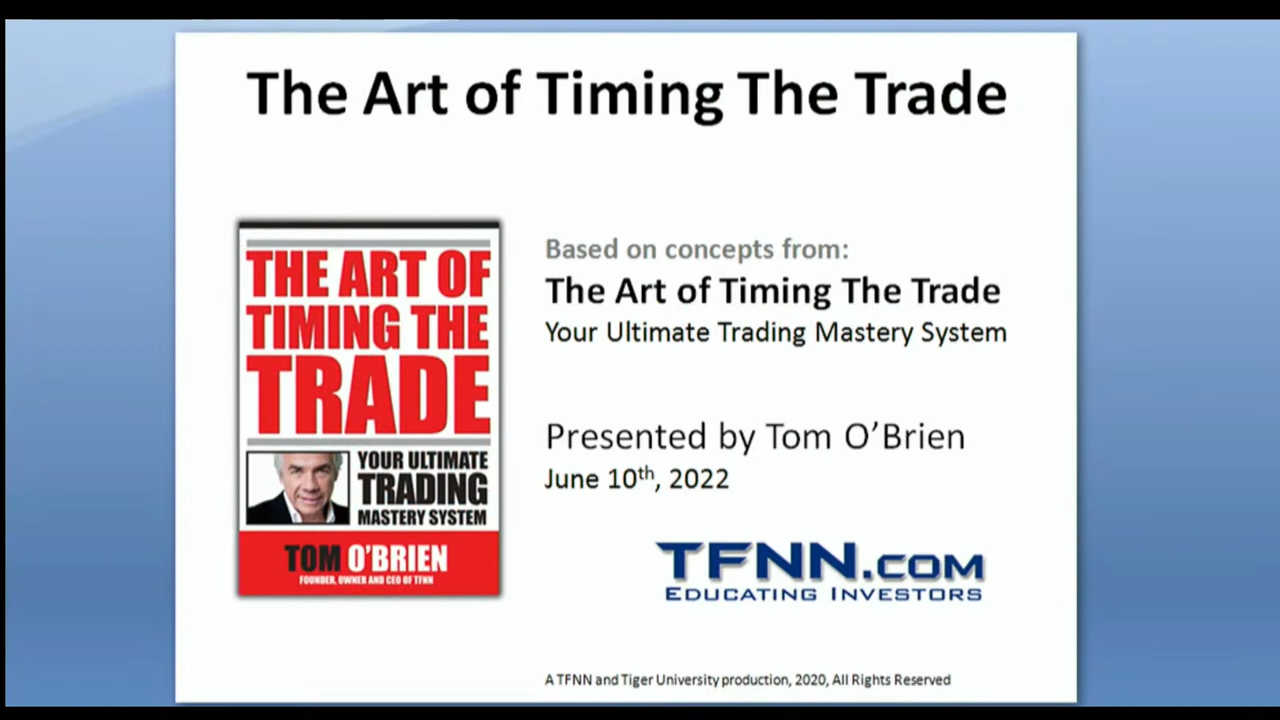 The Art of Timing The Trade
THE ART OF
TIMING THE
TRADE
YOUR ULTIMATE
TRADING
MASTERY SYSTEM
TOM O'BRIEN
FOUNDER, OWNER AND CEO OF TFNN
Based on concepts from:
The Art of Timing The Trade
Your Ultimate Trading Mastery System
Presented by Tom O’Brien
June 10th, 2022
TFNN.COM
EDUCATING INVESTORS
A TFNN and Tiger University production, 2020, All Rights Reserved